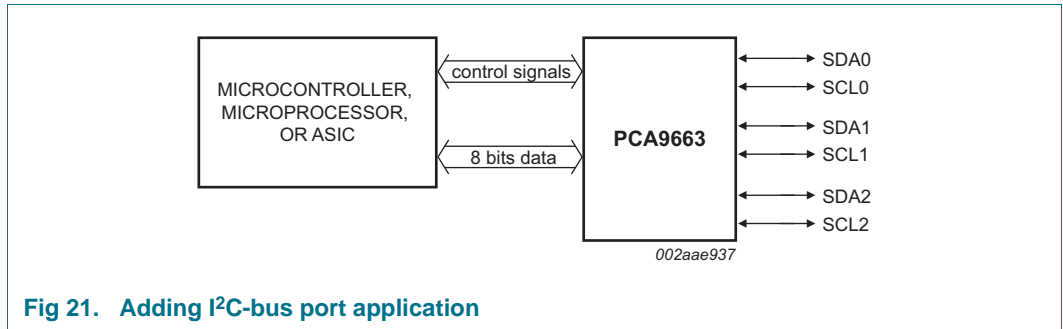 MICROCONTROLLER,
MICROPROCESSOR,
OR ASIC
control signals
8 bits data
PCA9663
SDA0
SCL0
SDA1
SCL1
SDA2
SCL2
002aae937
Fig 21. Adding I²C-bus port application